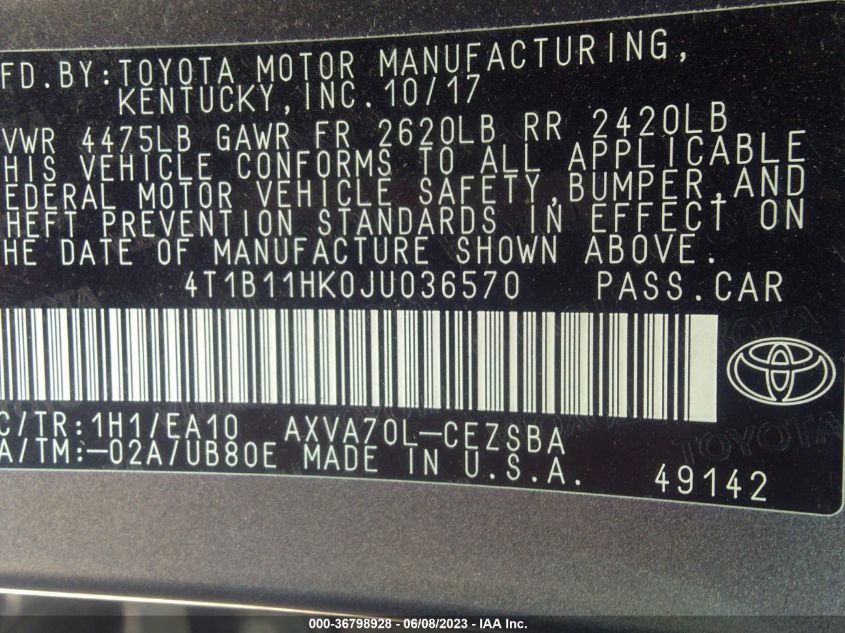 FD.BY:TOYOTA MOTOR MANUFACTURING,
KENTUCKY,INC. 10/17
VWR 4475LB GAWR FR 2620LB RR 2420LB
HIS VEHICLE CONFORMS TO ALL APPLICABLE
EDERAL MOTOR VEHICLE SAFETY,BUMPER,AND
HEFT PREVENTION STANDARDS IN EFFECT ON
HE DATE OF MANUFACTURE SHOWN ABOVE.
4T1B11HK0JU036570 PASS.CAR
C/TR:1H1/EA10 AXVA70L-CEZSBA
A/TM:-02A/UB80E MADE IN U.S.A.
49142
TOYOTA
000-36798928 - 06/08/2023 - © IAA Inc.